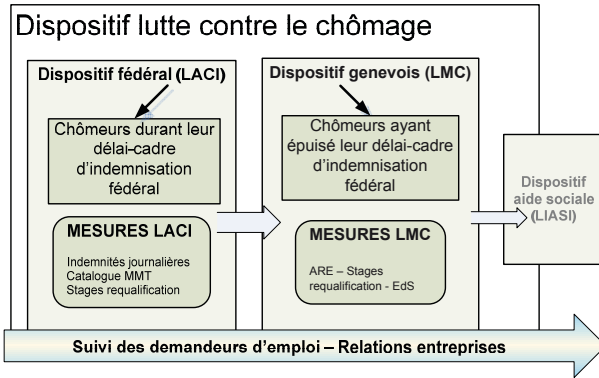 Dispositif lutte contre le chômage
Dispositif fédéral (LACI)
Chômeurs durant leur
délai-cadre
d'indemnisation
fédéral
MESURES LACI
Indemnités journalières
Catalogue MMT
Stages requalification
Dispositif genevois (LMC)
Chômeurs ayant
épuisé leur délai-cadre
d'indemnisation
fédéral
MESURES LMC
ARE – Stages
requalification - EdS
Dispositif
aide sociale
(LIASI)
Suivi des demandeurs d'emploi – Relations entreprises